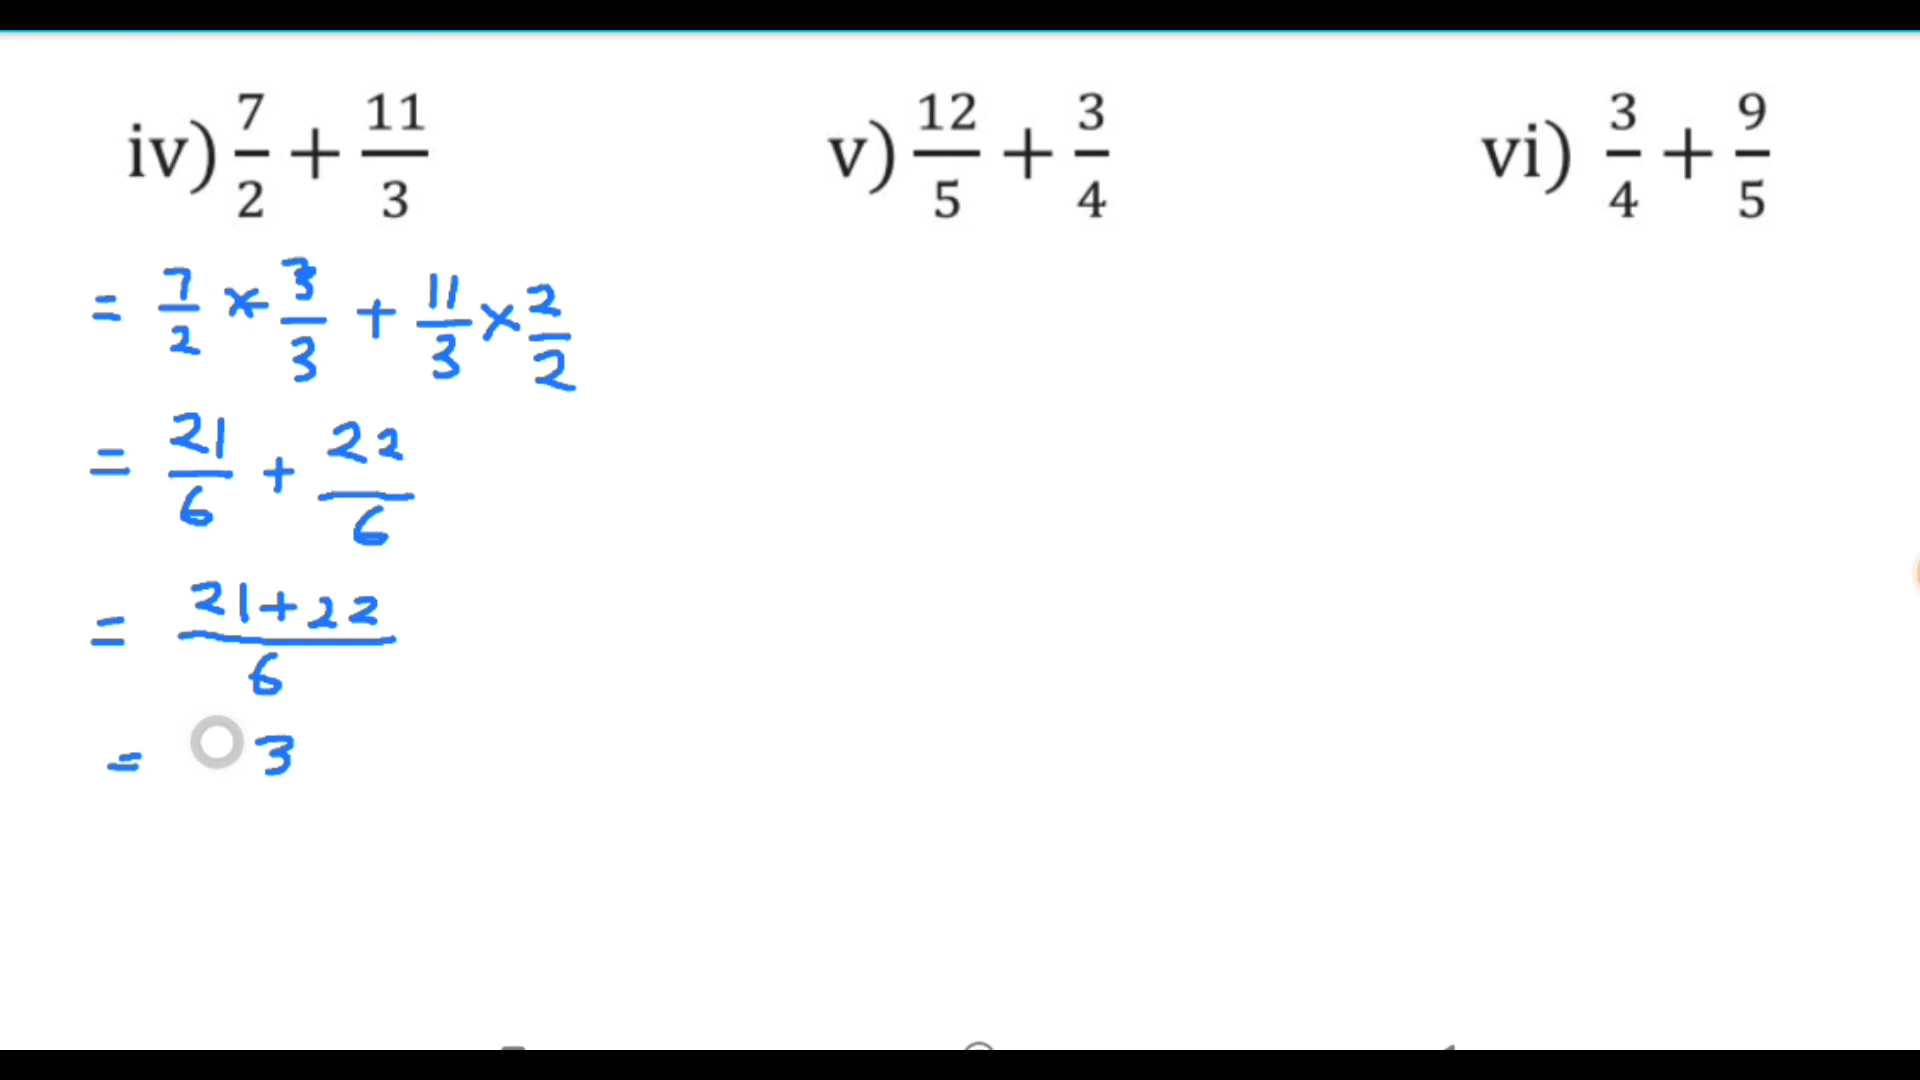 iv) 7/2 + 11/3
v) 12/5 + 3/4
vi) 3/4 + 9/5
= 7/2 × 3/3 + 11/3 × 2/2
= 21/6 + 22/6
= 21+22/6
= 3